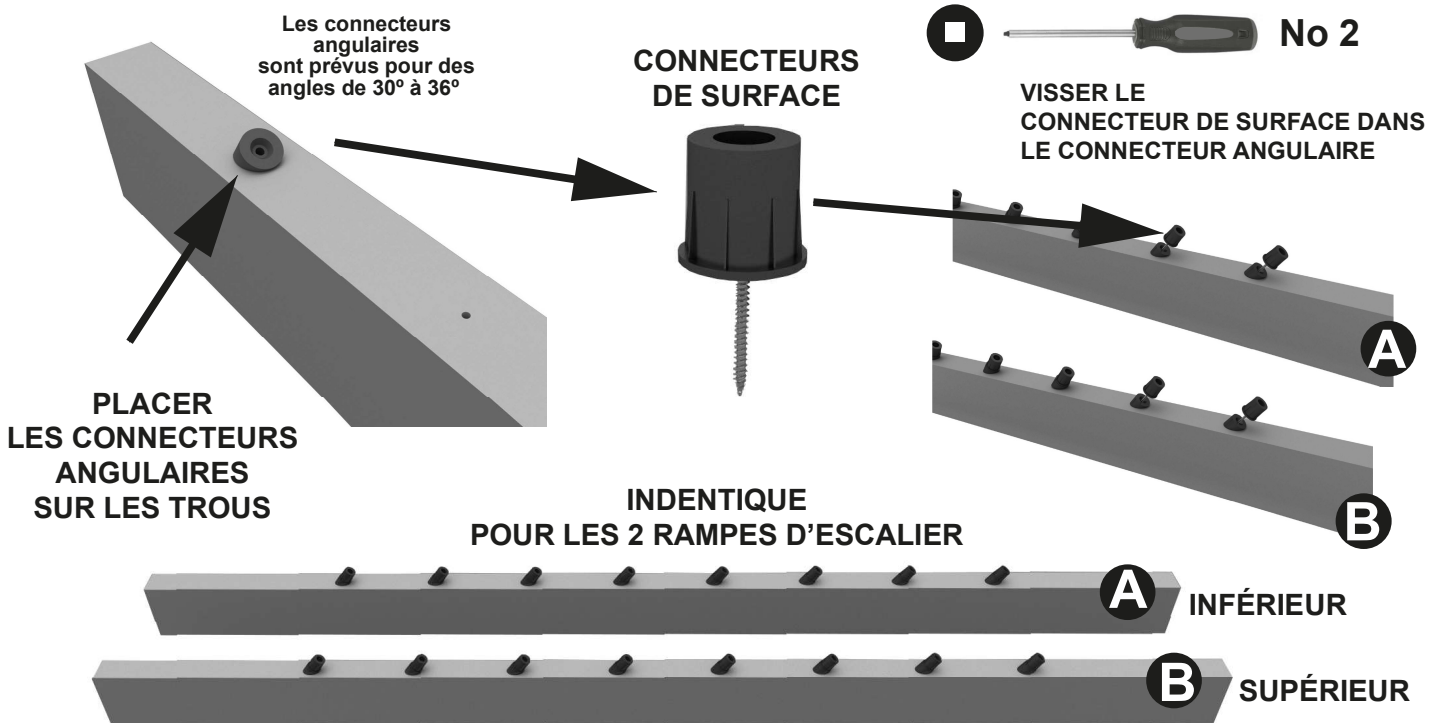 Les connecteurs
angulaires
sont prévus pour des
angles de 30º à 36º
CONNECTEURS
DE SURFACE
No 2
VISSER LE
CONNECTEUR DE SURFACE DANS
LE CONNECTEUR ANGULAIRE
A
B
PLACER
LES CONNECTEURS
ANGULAIRES
SUR LES TROUS
INDENTIQUE
POUR LES 2 RAMPES D’ESCALIER
A INFÉRIEUR
B SUPÉRIEUR